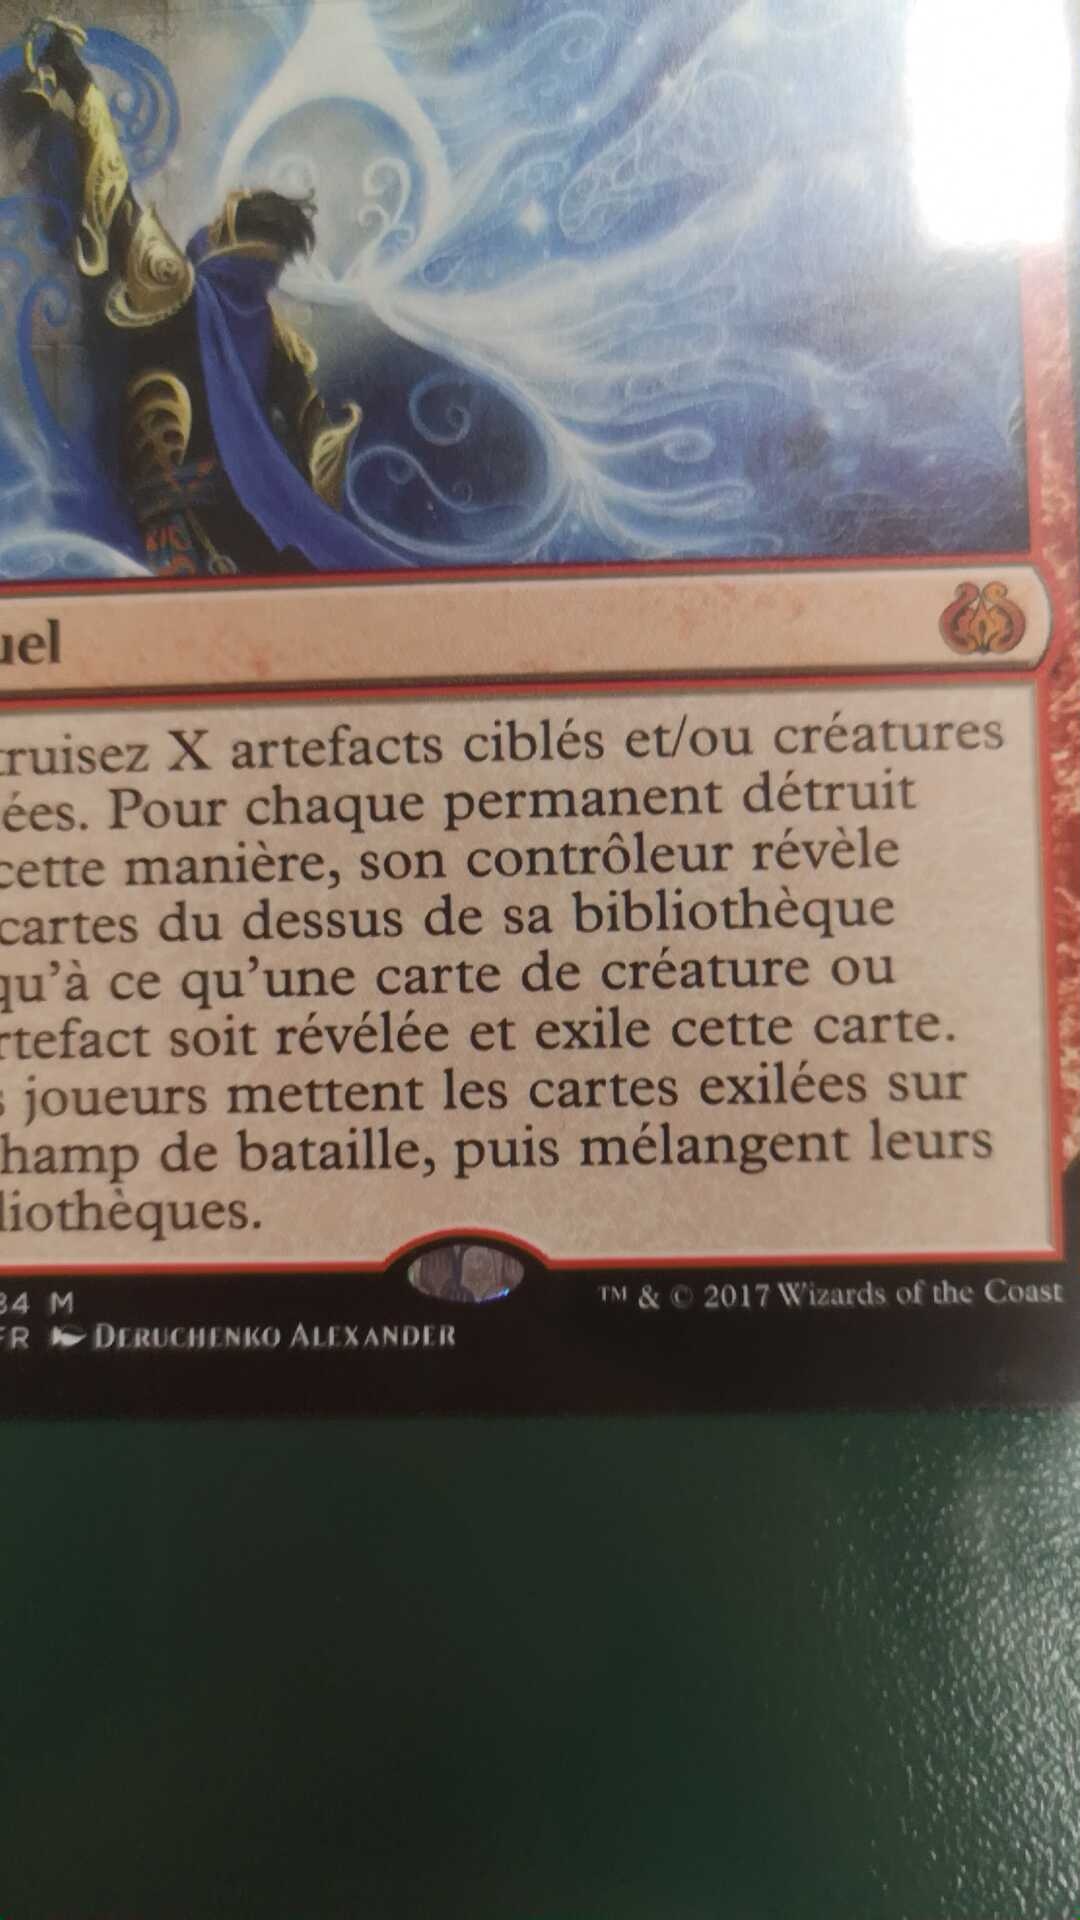 uel
truisez X artefacts ciblés et/ou créatures
ées. Pour chaque permanent détruit
cette manière, son contrôleur révèle
cartes du dessus de sa bibliothèque
qu'à ce qu'une carte de créature ou
rtefact soit révélée et exile cette carte.
s joueurs mettent les cartes exilées sur
hamp de bataille, puis mélangent leurs
liothèques.
84 M
FR DERUCHENKO ALEXANDER
™ & © 2017 Wizards of the Coast